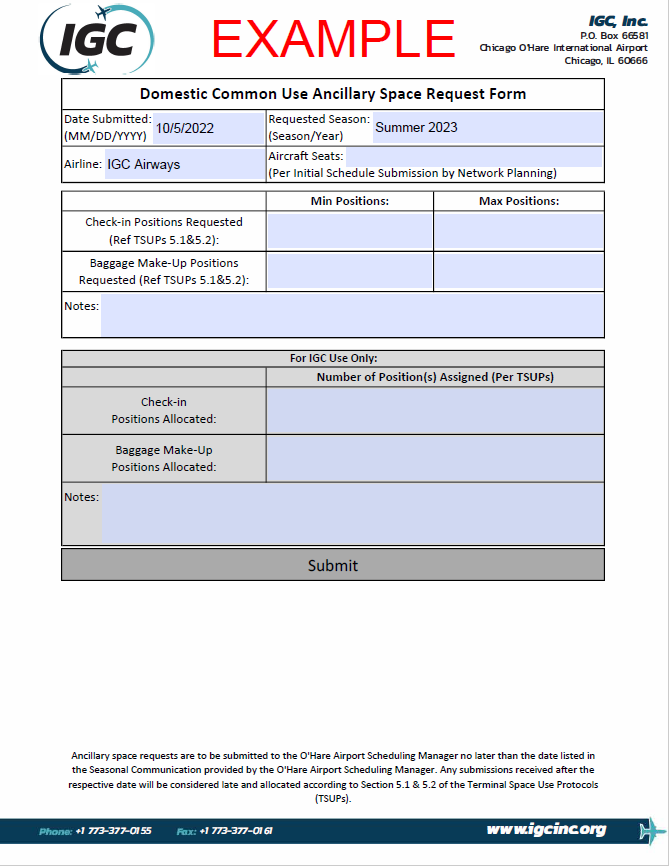 IGC
EXAMPLE
IGC, Inc.
P.O. Box 66581
Chicago O'Hare International Airport
Chicago, IL 60666
Domestic Common Use Ancillary Space Request Form
Date Submitted: 10/5/2022
(MM/DD/YYYY)
Requested Season: Summer 2023
(Season/Year)
Airline: IGC Airways
Aircraft Seats:
(Per Initial Schedule Submission by Network Planning)
Min Positions: Max Positions:
Check-in Positions Requested
(Ref TSUPs 5.1&5.2):
Baggage Make-Up Positions
Requested (Ref TSUPs 5.1&5.2):
Notes:
For IGC Use Only:
Number of Position(s) Assigned (Per TSUPs)
Check-in
Positions Allocated:
Baggage Make-Up
Positions Allocated:
Notes:
Submit
Ancillary space requests are to be submitted to the O'Hare Airport Scheduling Manager no later than the date listed in
the Seasonal Communication provided by the O'Hare Airport Scheduling Manager. Any submissions received after the
respective date will be considered late and allocated according to Section 5.1 & 5.2 of the Terminal Space Use Protocols
(TSUPs).
Phone: +1 773-377-0155 Fax: +1 773-377-0161 www.igcinc.org